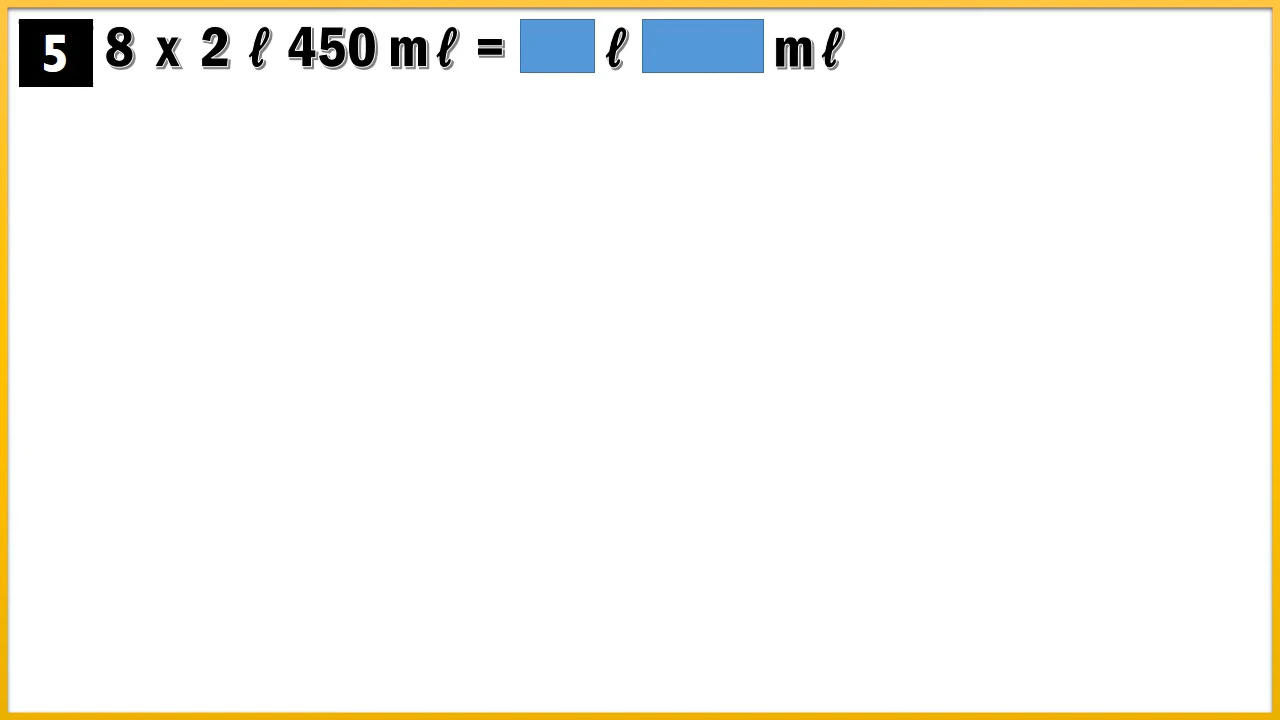 5 8 x 2 ℓ 450 mℓ = ℓ mℓ